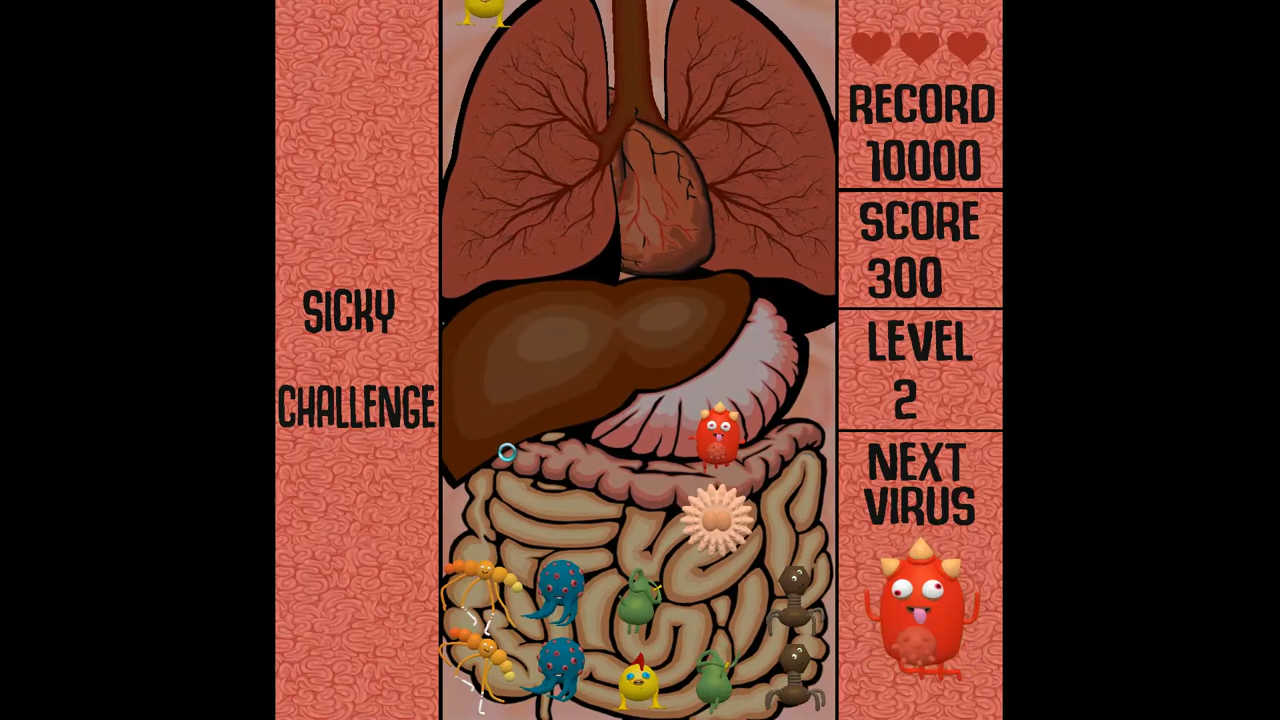 SICKY
CHALLENGE
RECORD
10000
SCORE
300
LEVEL
2
NEXT
VIRUS